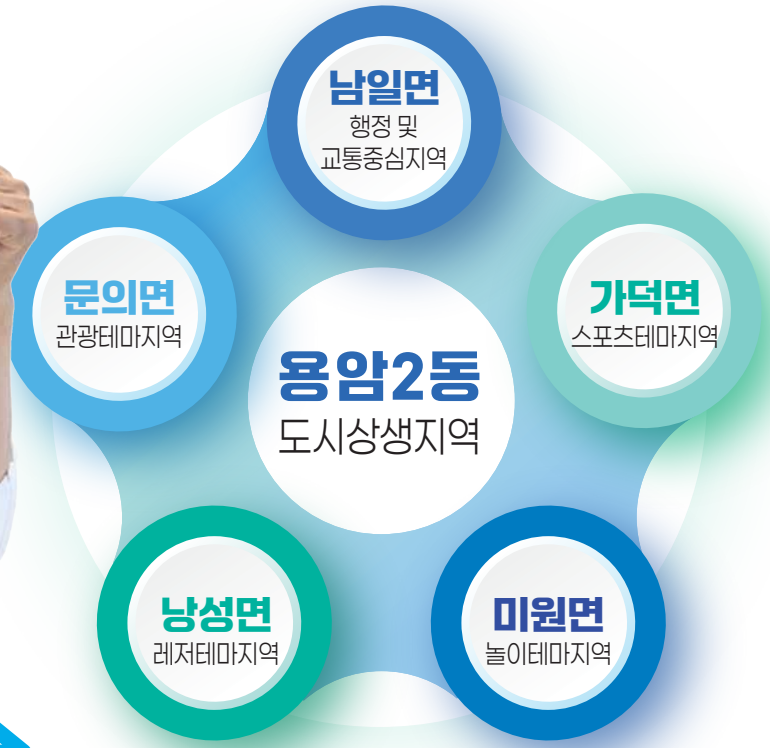 남일면
행정 및
교통중심지역
문의면
관광테마지역
가덕면
스포츠테마지역
용암2동
도시상생지역
낭성면
레저테마지역
미원면
놀이테마지역